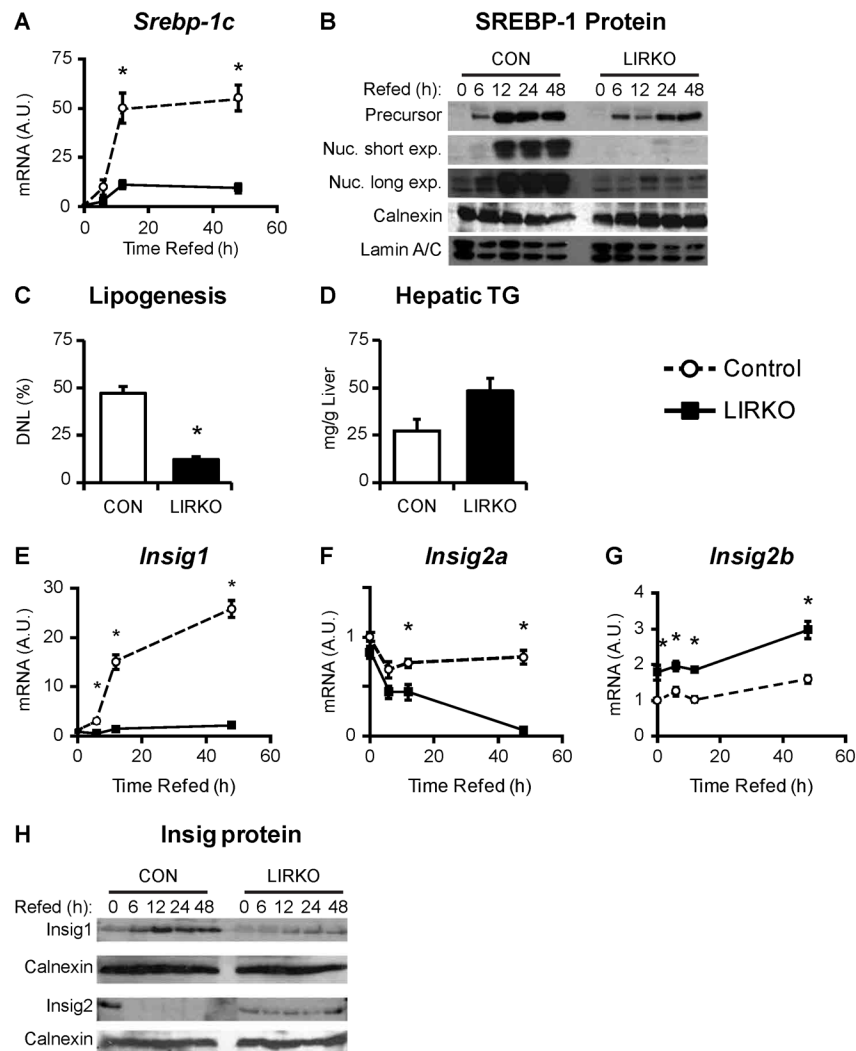 A Srebp-1c
75
50
25
0
mRNA (A.U.)
* *
0 20 40 60
Time Refed (h)
B SREBP-1 Protein
CON LIRKO
Refed (h): 0 6 12 24 48 0 6 12 24 48
Precursor
Nuc. short exp.
Nuc. long exp.
Calnexin
Lamin A/C
C Lipogenesis
75
50
25
0
DNL (%)
*
CON LIRKO
D Hepatic TG
75
50
25
0
mg/g Liver
CON LIRKO
Control
LIRKO
E Insig1
30
20
10
0
mRNA (A.U.)
* * *
0 20 40 60
Time Refed (h)
F Insig2a
1
0
mRNA (A.U.)
* *
0 20 40 60
Time Refed (h)
G Insig2b
4
3
2
1
0
mRNA (A.U.)
* * * *
0 20 40 60
Time Refed (h)
H Insig protein
CON LIRKO
Refed (h): 0 6 12 24 48 0 6 12 24 48
Insig1
Calnexin
Insig2
Calnexin